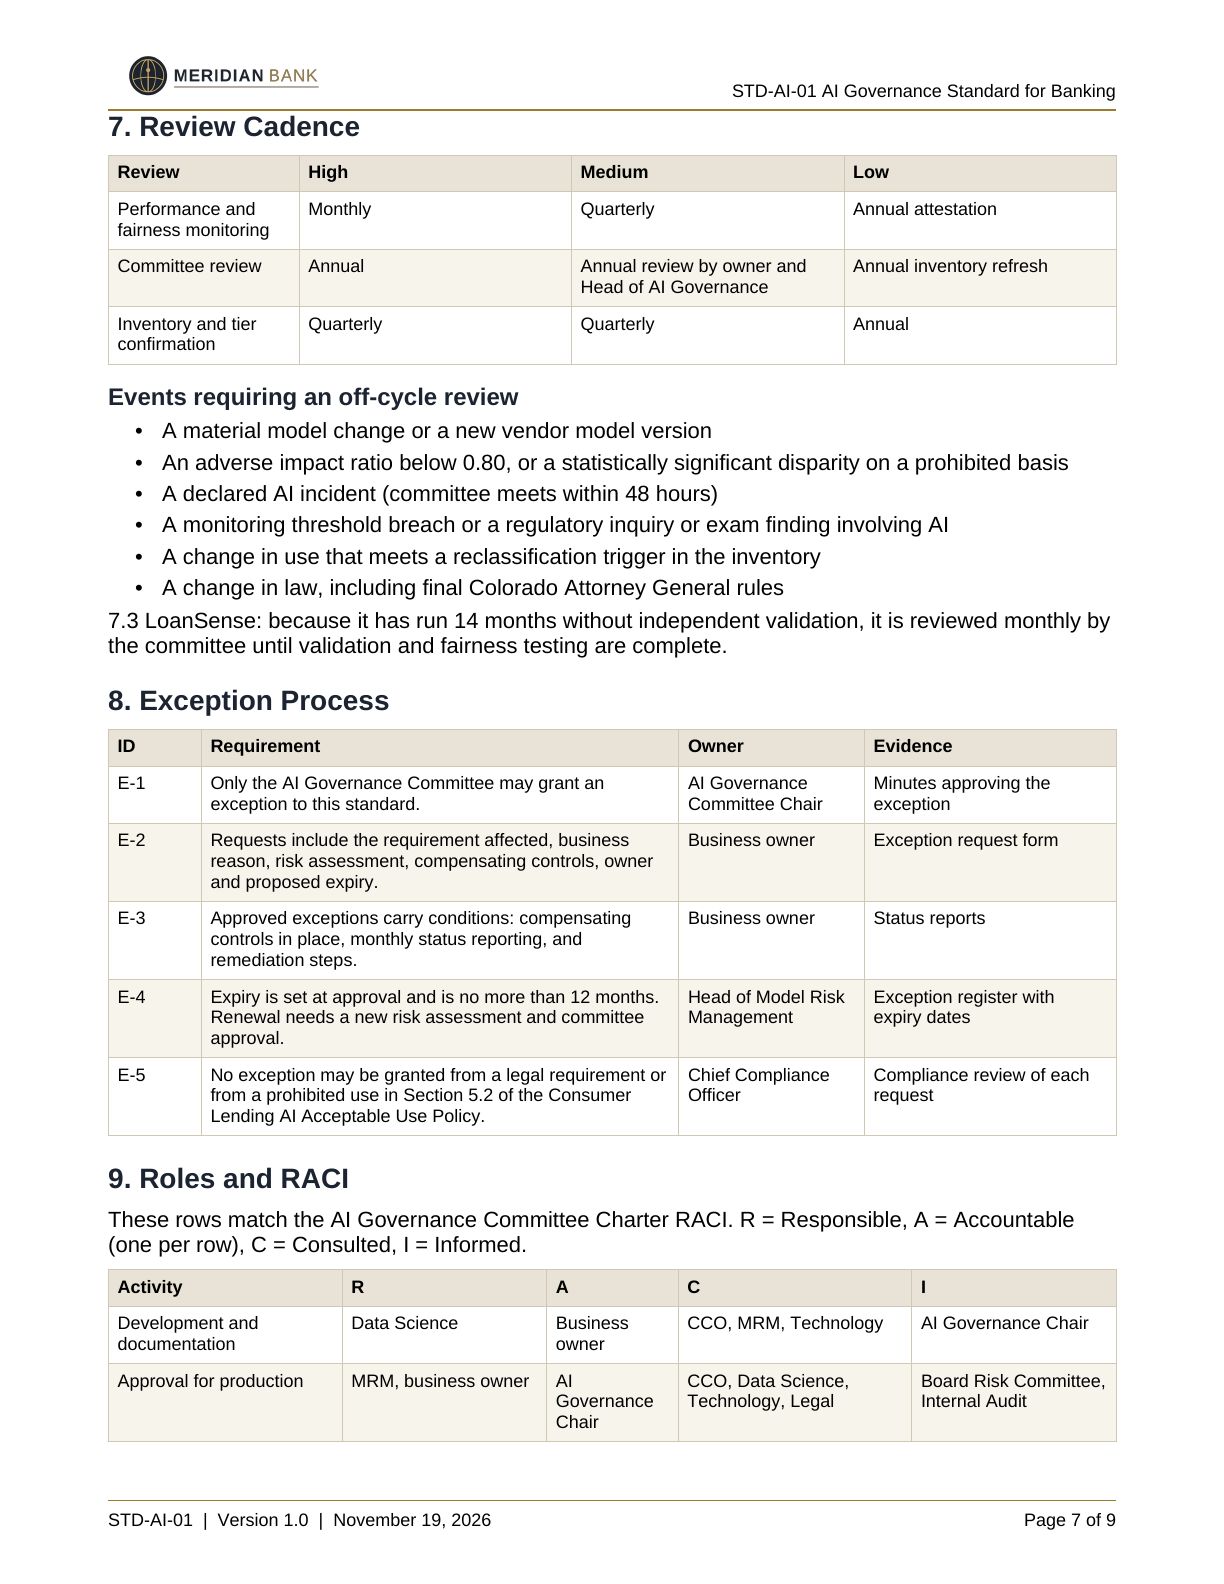 MERIDIAN BANK
STD-AI-01 AI Governance Standard for Banking
7. Review Cadence
Review High Medium Low
Performance and fairness monitoring Monthly Quarterly Annual attestation
Committee review Annual Annual review by owner and Head of AI Governance Annual inventory refresh
Inventory and tier confirmation Quarterly Quarterly Annual
Events requiring an off-cycle review
• A material model change or a new vendor model version
• An adverse impact ratio below 0.80, or a statistically significant disparity on a prohibited basis
• A declared AI incident (committee meets within 48 hours)
• A monitoring threshold breach or a regulatory inquiry or exam finding involving AI
• A change in use that meets a reclassification trigger in the inventory
• A change in law, including final Colorado Attorney General rules
7.3 LoanSense: because it has run 14 months without independent validation, it is reviewed monthly by
the committee until validation and fairness testing are complete.
8. Exception Process
ID Requirement Owner Evidence
E-1 Only the AI Governance Committee may grant an exception to this standard. AI Governance Committee Chair Minutes approving the exception
E-2 Requests include the requirement affected, business reason, risk assessment, compensating controls, owner and proposed expiry. Business owner Exception request form
E-3 Approved exceptions carry conditions: compensating controls in place, monthly status reporting, and remediation steps. Business owner Status reports
E-4 Expiry is set at approval and is no more than 12 months. Renewal needs a new risk assessment and committee approval. Head of Model Risk Management Exception register with expiry dates
E-5 No exception may be granted from a legal requirement or from a prohibited use in Section 5.2 of the Consumer Lending AI Acceptable Use Policy. Chief Compliance Officer Compliance review of each request
9. Roles and RACI
These rows match the AI Governance Committee Charter RACI. R = Responsible, A = Accountable
(one per row), C = Consulted, I = Informed.
Activity R A C I
Development and documentation Data Science Business owner CCO, MRM, Technology AI Governance Chair
Approval for production MRM, business owner AI Governance Chair CCO, Data Science, Technology, Legal Board Risk Committee, Internal Audit
STD-AI-01 | Version 1.0 | November 19, 2026
Page 7 of 9